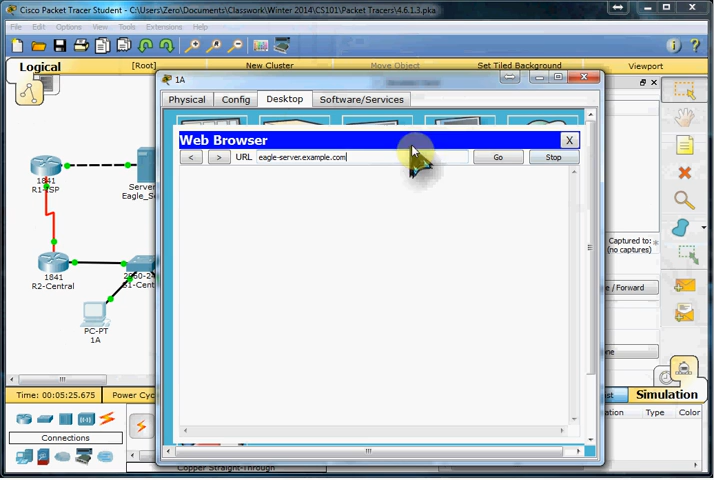 Cisco Packet Tracer Student - C:\Users\Zero\Documents\Classwork\Winter 2014\CS101\Packet Tracers\4.6.1.3.pka
File Edit Options View Tools Extensions Help
Logical [Root] New Cluster Move Object Set Tiled Background Viewport
1A
Physical Config Desktop Software/Services
Web Browser X
< > URL eagle-server.example.com Go Stop
1841
R1-ISP
Server
Eagle_Se
1841
R2-Central
2960-24
S1-Cent
PC-PT
1A
Captured to:
(no captures)
e / Forward
one
Time: 00:05:25.675 Power Cyc
Simulation
Connections
ation Type Color
Copper Straight-Through